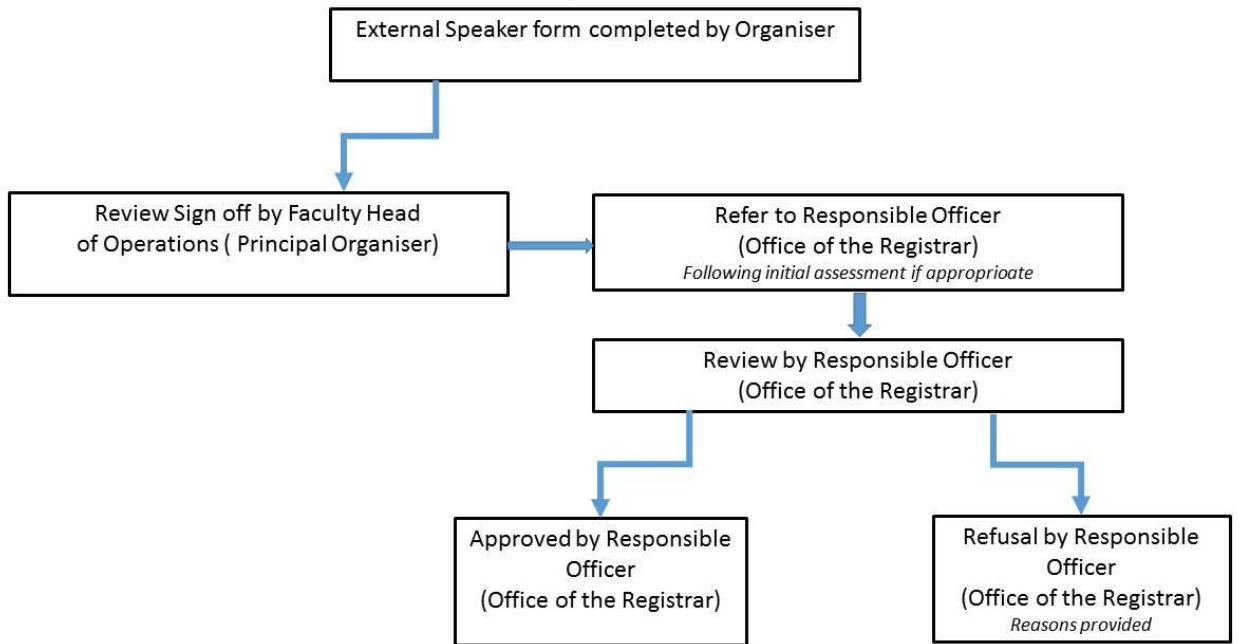 External Speaker form completed by Organiser
Review Sign off by Faculty Head
of Operations ( Principal Organiser)
Refer to Responsible Officer
(Office of the Registrar)
Following initial assessment if approprioate
Review by Responsible Officer
(Office of the Registrar)
Approved by Responsible
Officer
(Office of the Registrar)
Refusal by Responsible
Officer
(Office of the Registrar)
Reasons provided